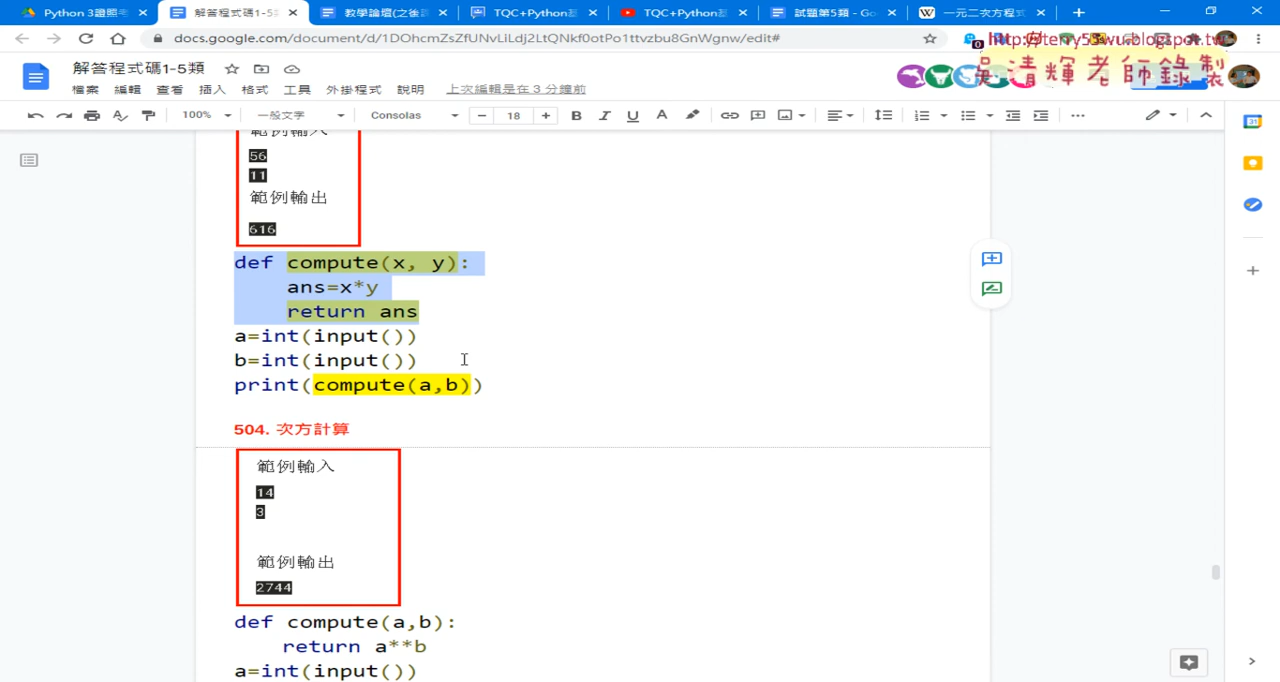 Python 3證照考
解答程式碼1-5
教學論壇(之後
TQC+Python
TQC+Python
試題第5類 - Go
一元二次方程式
docs.google.com/document/d/1DOhcmZsZfUNvLiLdj2LtQNkf0otPo1ttvzbu8GnWgnw/edit#
http://terry55wu.blogspot.tw
吳清輝老師錄製
解答程式碼1-5類
檔案 編輯 查看 插入 格式 工具 外掛程式 說明 上次編輯是在 3 分鐘前
100% 一般文字 Consolas 18 B I U A
範例輸入
56
11
範例輸出
616
def compute(x, y):
ans=x*y
return ans
a=int(input())
b=int(input())
print(compute(a,b))
504. 次方計算
範例輸入
14
3
範例輸出
2744
def compute(a,b):
return a**b
a=int(input())